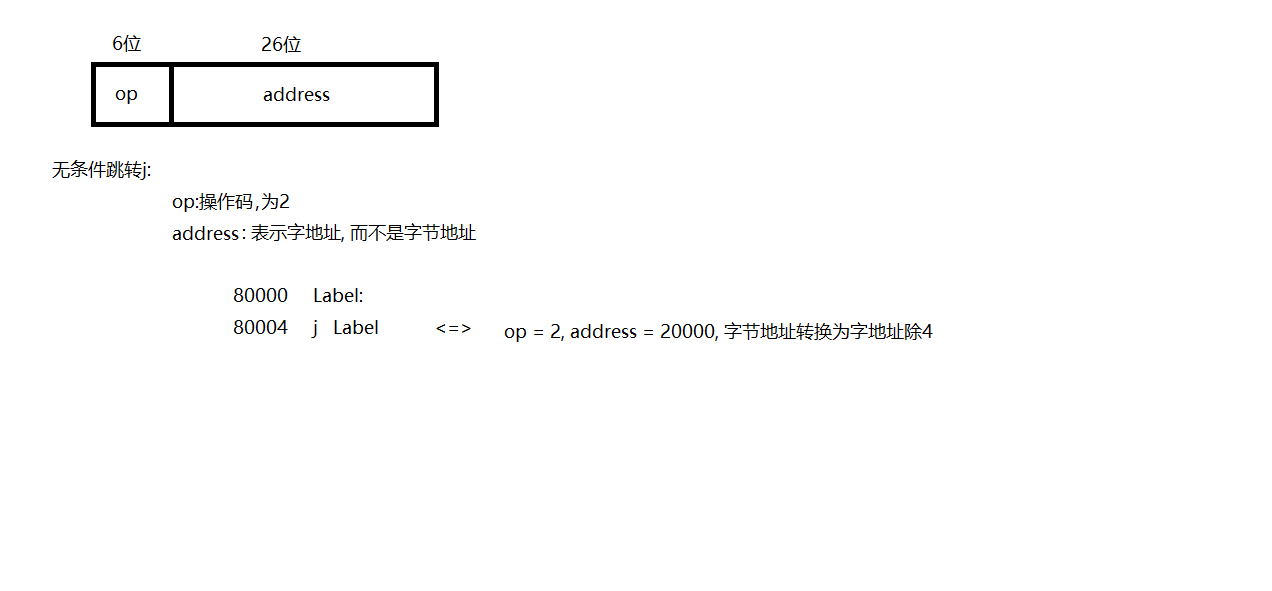 6位 26位
op address
无条件跳转j:
op:操作码,为2
address: 表示字地址, 而不是字节地址
80000 Label:
80004 j Label <=> op = 2, address = 20000, 字节地址转换为字地址除4